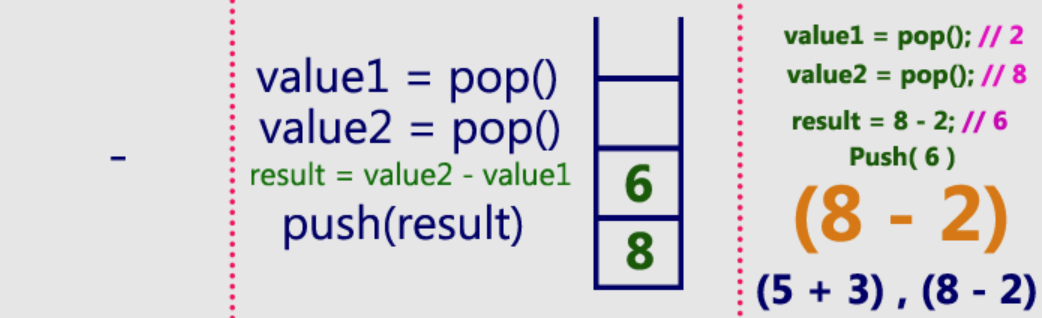 -
value1 = pop()
value2 = pop()
result = value2 - value1
push(result)
6
8
value1 = pop(); // 2
value2 = pop(); // 8
result = 8 - 2; // 6
Push( 6 )
(8 - 2)
(5 + 3) , (8 - 2)